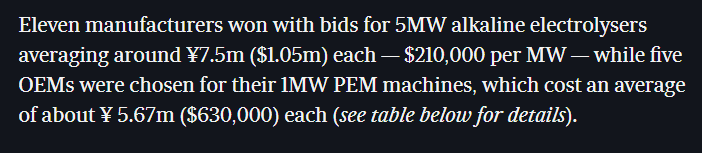 Eleven manufacturers won with bids for 5MW alkaline electrolysers
averaging around ¥7.5m ($1.05m) each — $210,000 per MW — while five
OEMs were chosen for their 1MW PEM machines, which cost an average
of about ¥ 5.67m ($630,000) each (see table below for details).